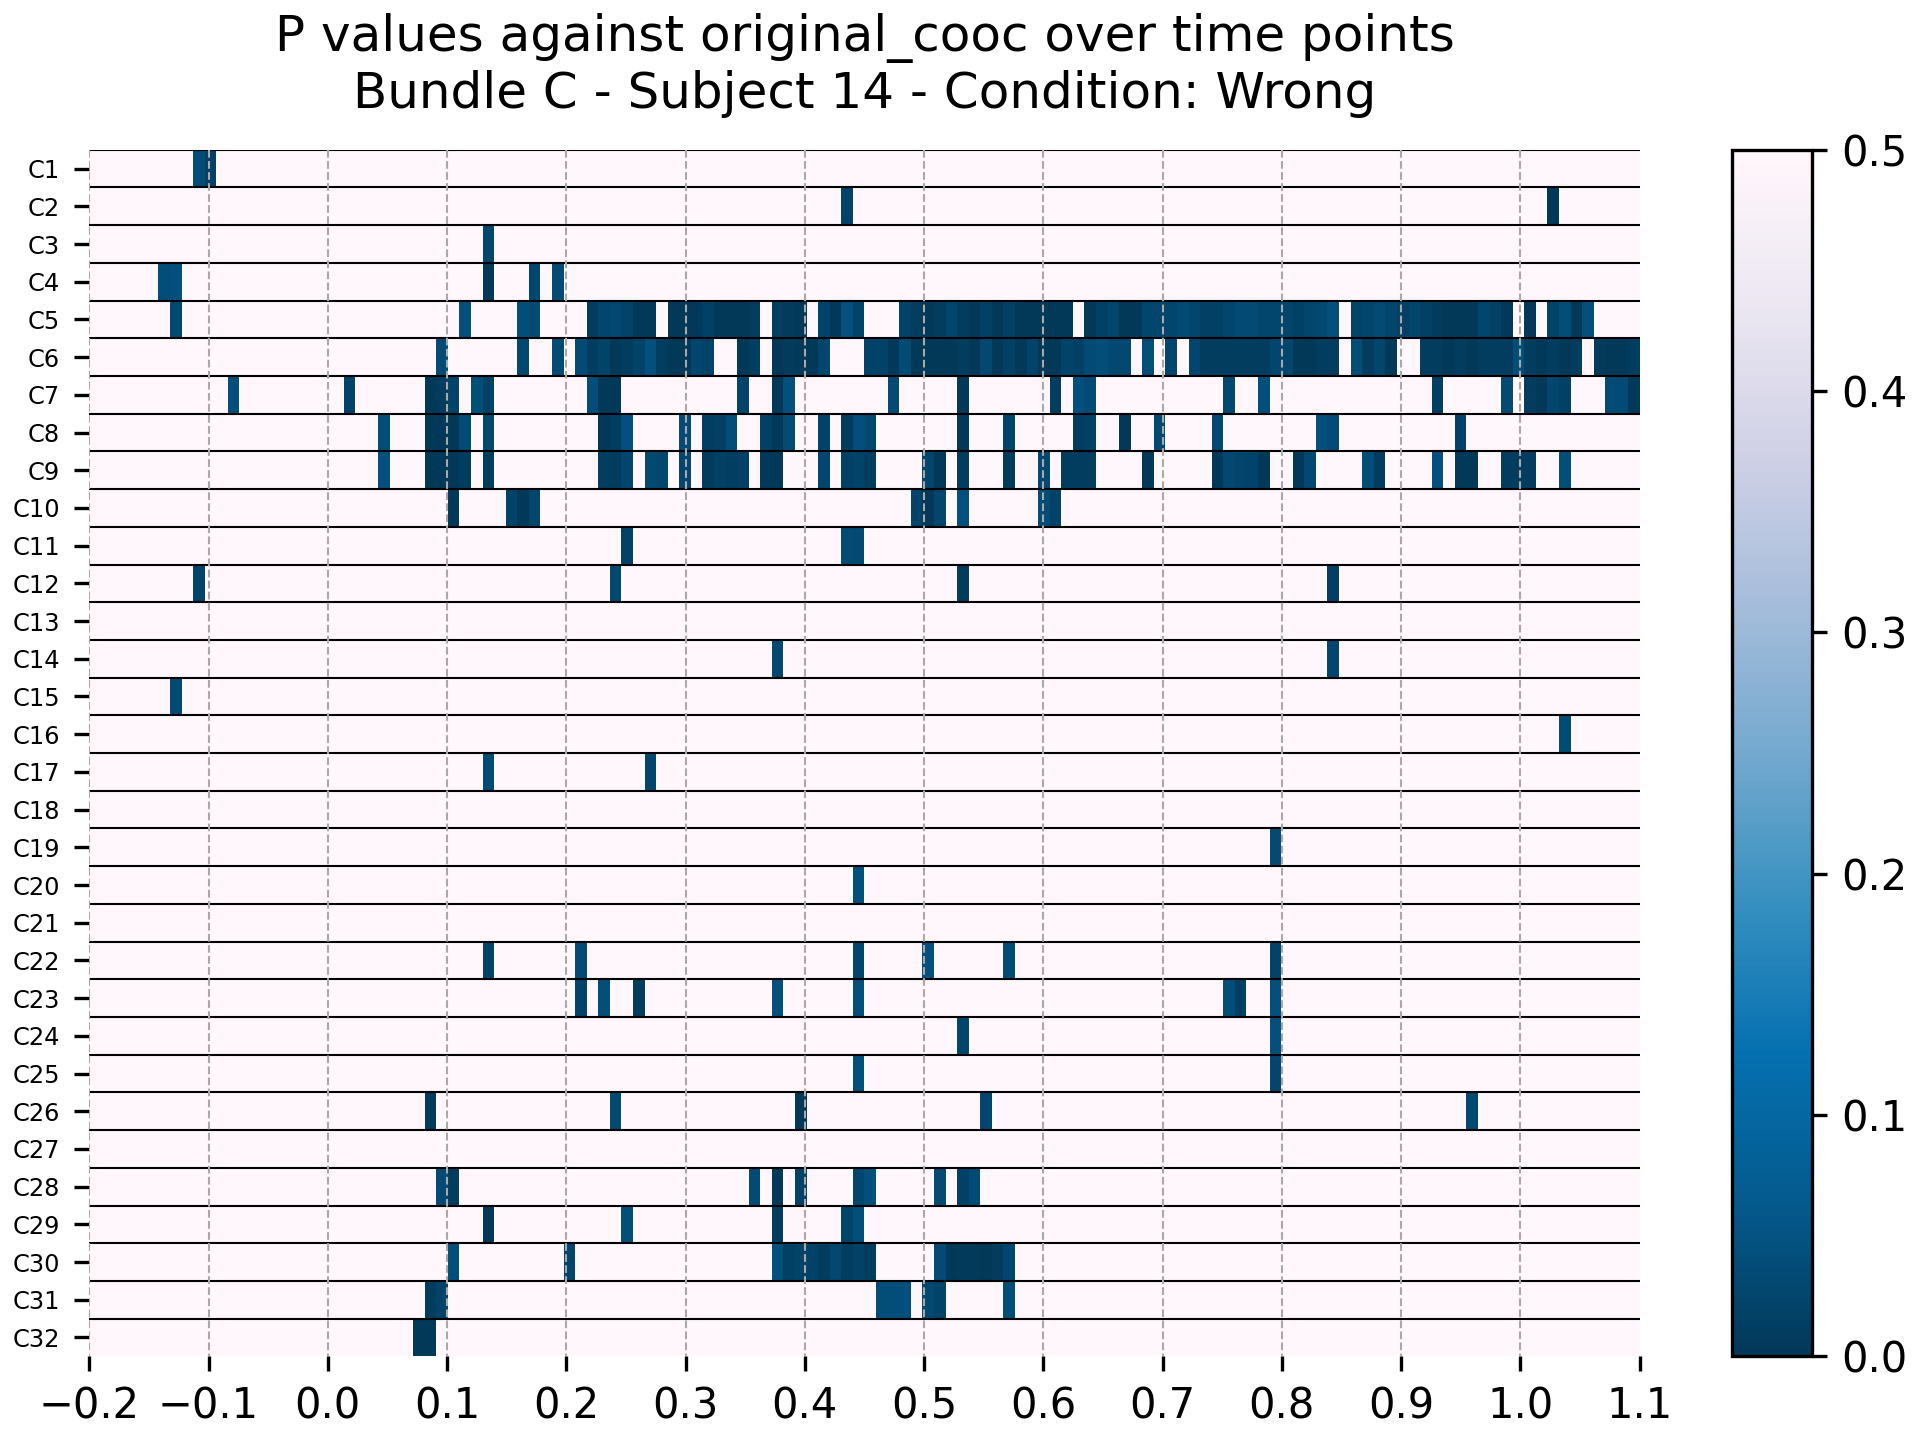 P values against original_cooc over time points
Bundle C - Subject 14 - Condition: Wrong
C1
C2
C3
C4
C5
C6
C7
C8
C9
C10
C11
C12
C13
C14
C15
C16
C17
C18
C19
C20
C21
C22
C23
C24
C25
C26
C27
C28
C29
C30
C31
C32
−0.2 −0.1 0.0 0.1 0.2 0.3 0.4 0.5 0.6 0.7 0.8 0.9 1.0 1.1
0.5
0.4
0.3
0.2
0.1
0.0